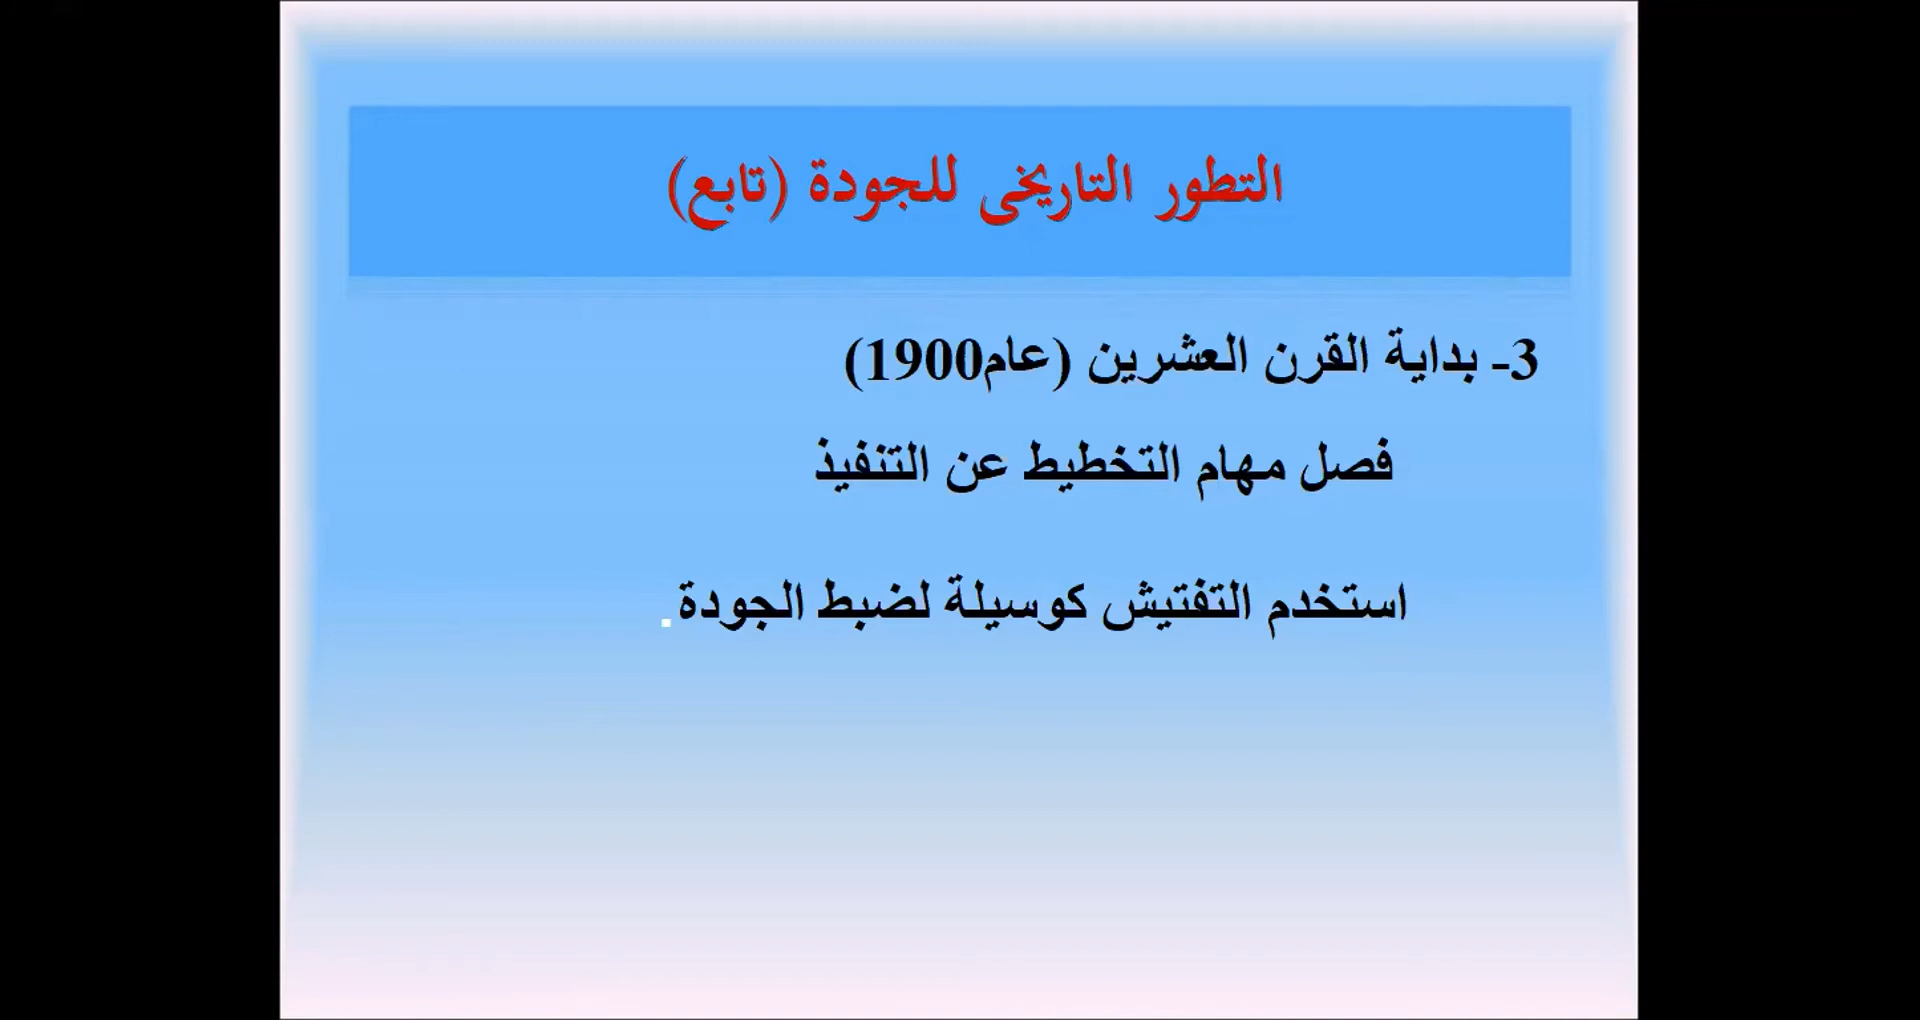 التطور التاريخى للجودة (تابع)
3- بداية القرن العشرين (عام1900)
فصل مهام التخطيط عن التنفيذ
استخدم التفتيش كوسيلة لضبط الجودة.